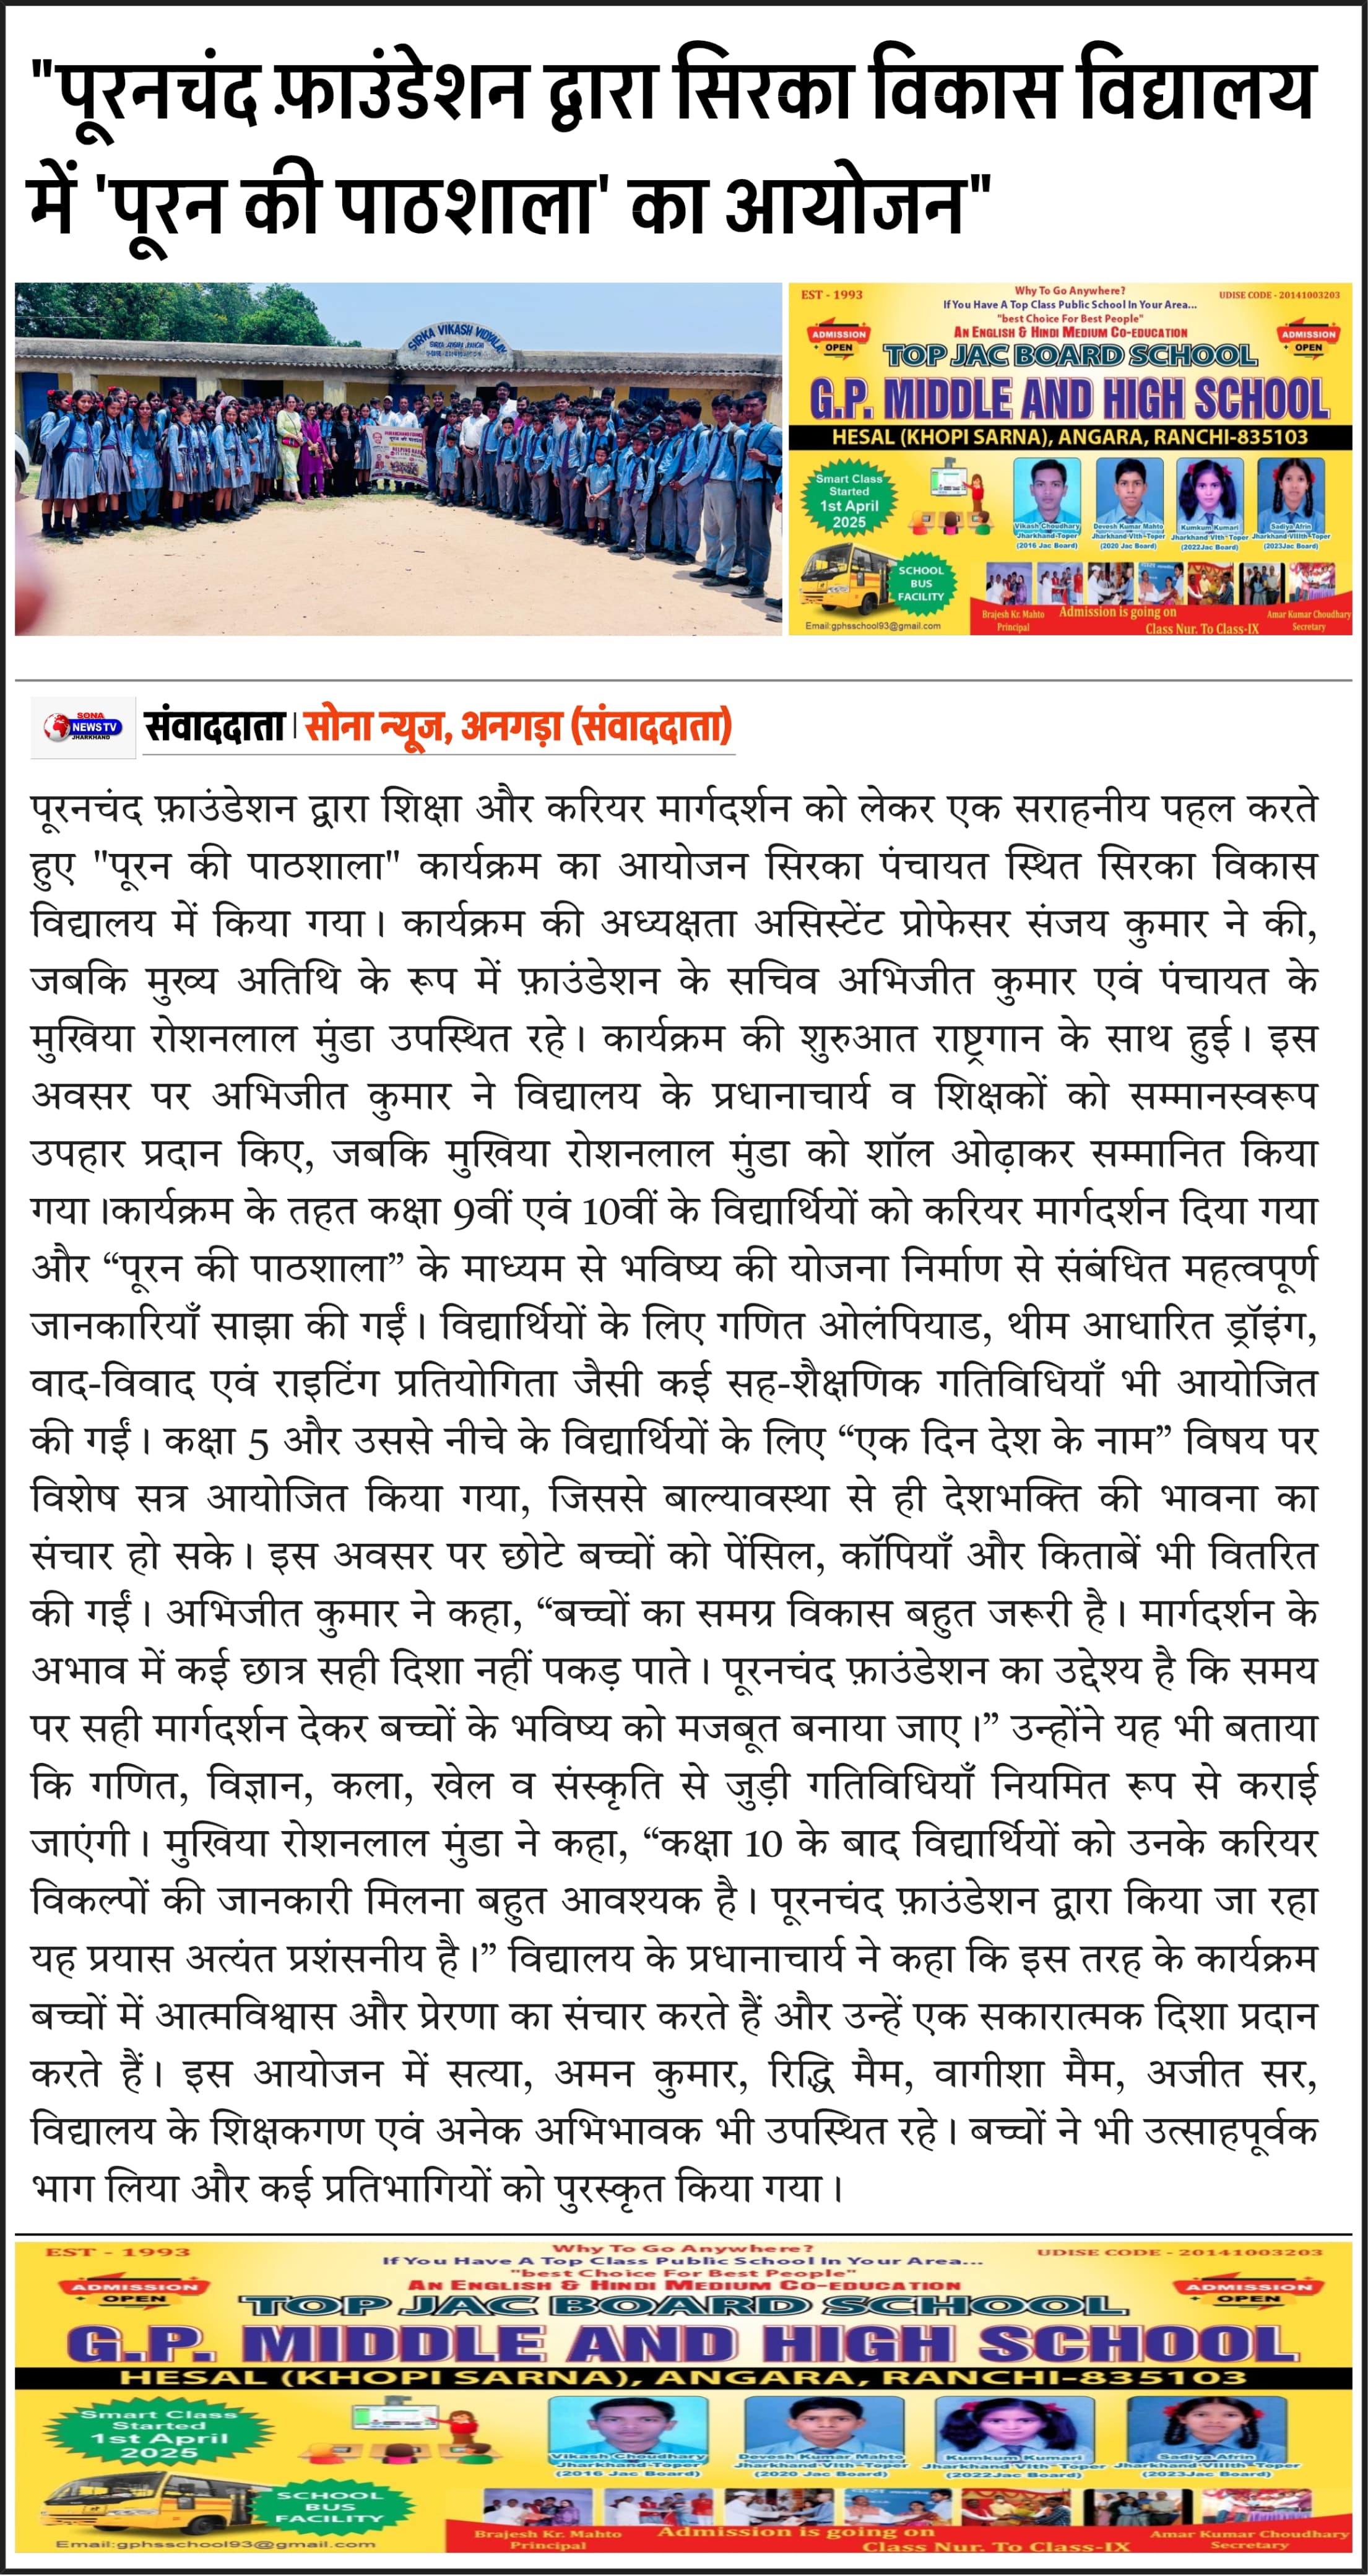 "पूरनचंद फ़ाउंडेशन द्वारा सिरका विकास विद्यालय
में 'पूरन की पाठशाला' का आयोजन"
SIRKA VIKASH VIDYALAY
EST - 1993
Why To Go Anywhere?
UDISE CODE - 20141003203
If You Have A Top Class Public School In Your Area...
"best Choice For Best People"
ADMISSION
OPEN
AN ENGLISH & HINDI MEDIUM CO-EDUCATION
ADMISSION
OPEN
TOP JAC BOARD SCHOOL
G.P. MIDDLE AND HIGH SCHOOL
HESAL (KHOPI SARNA), ANGARA, RANCHI-835103
Smart Class
Started
1st April
2025
Vikash Choudhary
Jharkhand-Toper
(2016 Jac Board)
Devesh Kumar Mahto
Jharkhand-VIth-Toper
(2020 Jac Board)
Kumkum Kumari
Jharkhand VIth- Toper
(2022Jac Board)
Sadiya Afrin
Jharkhand-VIIIth-Toper
(2023Jac Board)
SCHOOL
BUS
FACILITY
Email:gphsschool93@gmail.com
Brajesh Kr. Mahto
Principal
Admission is going on
Class Nur. To Class-IX
Amar Kumar Choudhary
Secretary
SONA
NEWS TV
JHARKHAND
संवाददाता | सोना न्यूज, अनगड़ा (संवाददाता)
पूरनचंद फ़ाउंडेशन द्वारा शिक्षा और करियर मार्गदर्शन को लेकर एक सराहनीय पहल करते
हुए "पूरन की पाठशाला" कार्यक्रम का आयोजन सिरका पंचायत स्थित सिरका विकास
विद्यालय में किया गया। कार्यक्रम की अध्यक्षता असिस्टेंट प्रोफेसर संजय कुमार ने की,
जबकि मुख्य अतिथि के रूप में फ़ाउंडेशन के सचिव अभिजीत कुमार एवं पंचायत के
मुखिया रोशनलाल मुंडा उपस्थित रहे। कार्यक्रम की शुरुआत राष्ट्रगान के साथ हुई। इस
अवसर पर अभिजीत कुमार ने विद्यालय के प्रधानाचार्य व शिक्षकों को सम्मानस्वरूप
उपहार प्रदान किए, जबकि मुखिया रोशनलाल मुंडा को शॉल ओढ़ाकर सम्मानित किया
गया।कार्यक्रम के तहत कक्षा 9वीं एवं 10वीं के विद्यार्थियों को करियर मार्गदर्शन दिया गया
और “पूरन की पाठशाला” के माध्यम से भविष्य की योजना निर्माण से संबंधित महत्वपूर्ण
जानकारियाँ साझा की गईं। विद्यार्थियों के लिए गणित ओलंपियाड, थीम आधारित ड्रॉइंग,
वाद-विवाद एवं राइटिंग प्रतियोगिता जैसी कई सह-शैक्षणिक गतिविधियाँ भी आयोजित
की गईं। कक्षा 5 और उससे नीचे के विद्यार्थियों के लिए “एक दिन देश के नाम” विषय पर
विशेष सत्र आयोजित किया गया, जिससे बाल्यावस्था से ही देशभक्ति की भावना का
संचार हो सके। इस अवसर पर छोटे बच्चों को पेंसिल, कॉपियाँ और किताबें भी वितरित
की गईं। अभिजीत कुमार ने कहा, “बच्चों का समग्र विकास बहुत जरूरी है। मार्गदर्शन के
अभाव में कई छात्र सही दिशा नहीं पकड़ पाते। पूरनचंद फ़ाउंडेशन का उद्देश्य है कि समय
पर सही मार्गदर्शन देकर बच्चों के भविष्य को मजबूत बनाया जाए।” उन्होंने यह भी बताया
कि गणित, विज्ञान, कला, खेल व संस्कृति से जुड़ी गतिविधियाँ नियमित रूप से कराई
जाएंगी। मुखिया रोशनलाल मुंडा ने कहा, “कक्षा 10 के बाद विद्यार्थियों को उनके करियर
विकल्पों की जानकारी मिलना बहुत आवश्यक है। पूरनचंद फ़ाउंडेशन द्वारा किया जा रहा
यह प्रयास अत्यंत प्रशंसनीय है।” विद्यालय के प्रधानाचार्य ने कहा कि इस तरह के कार्यक्रम
बच्चों में आत्मविश्वास और प्रेरणा का संचार करते हैं और उन्हें एक सकारात्मक दिशा प्रदान
करते हैं। इस आयोजन में सत्या, अमन कुमार, रिद्धि मैम, वागीशा मैम, अजीत सर,
विद्यालय के शिक्षकगण एवं अनेक अभिभावक भी उपस्थित रहे। बच्चों ने भी उत्साहपूर्वक
भाग लिया और कई प्रतिभागियों को पुरस्कृत किया गया।
EST - 1993
Why To Go Anywhere?
UDISE CODE - 20141003203
If You Have A Top Class Public School In Your Area...
"best Choice For Best People"
ADMISSION
OPEN
AN ENGLISH & HINDI MEDIUM CO-EDUCATION
ADMISSION
OPEN
TOP JAC BOARD SCHOOL
G.P. MIDDLE AND HIGH SCHOOL
HESAL (KHOPI SARNA), ANGARA, RANCHI-835103
Smart Class
Started
1st April
2025
Vikash Choudhary
Jharkhand-Toper
(2016 Jac Board)
Devesh Kumar Mahto
Jharkhand-VIth-Toper
(2020 Jac Board)
Kumkum Kumari
Jharkhand VIth- Toper
(2022Jac Board)
Sadiya Afrin
Jharkhand-VIIIth-Toper
(2023Jac Board)
SCHOOL
BUS
FACILITY
Email:gphsschool93@gmail.com
Brajesh Kr. Mahto
Principal
Admission is going on
Class Nur. To Class-IX
Amar Kumar Choudhary
Secretary